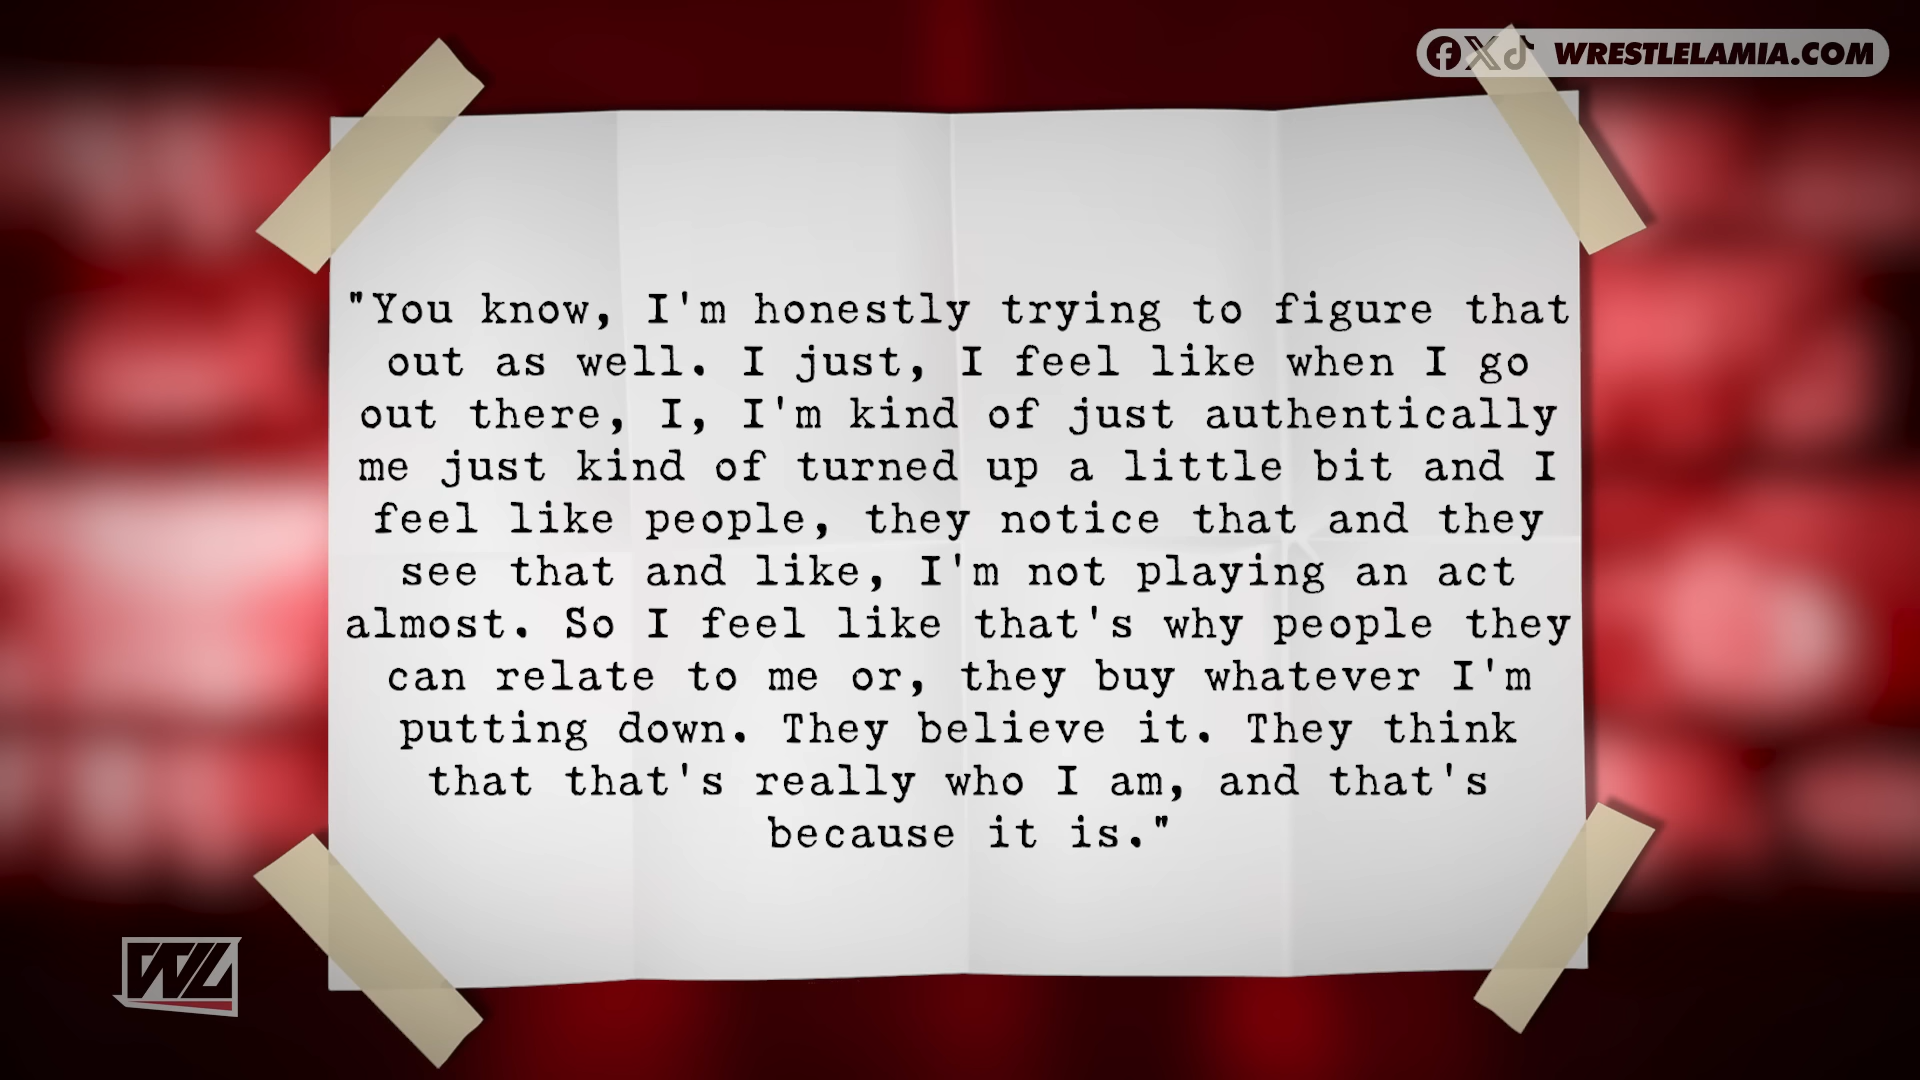 WRESTLELAMIA.COM
"You know, I'm honestly trying to figure that
out as well. I just, I feel like when I go
out there, I, I'm kind of just authentically
me just kind of turned up a little bit and I
feel like people, they notice that and they
see that and like, I'm not playing an act
almost. So I feel like that's why people they
can relate to me or, they buy whatever I'm
putting down. They believe it. They think
that that's really who I am, and that's
because it is."
WL